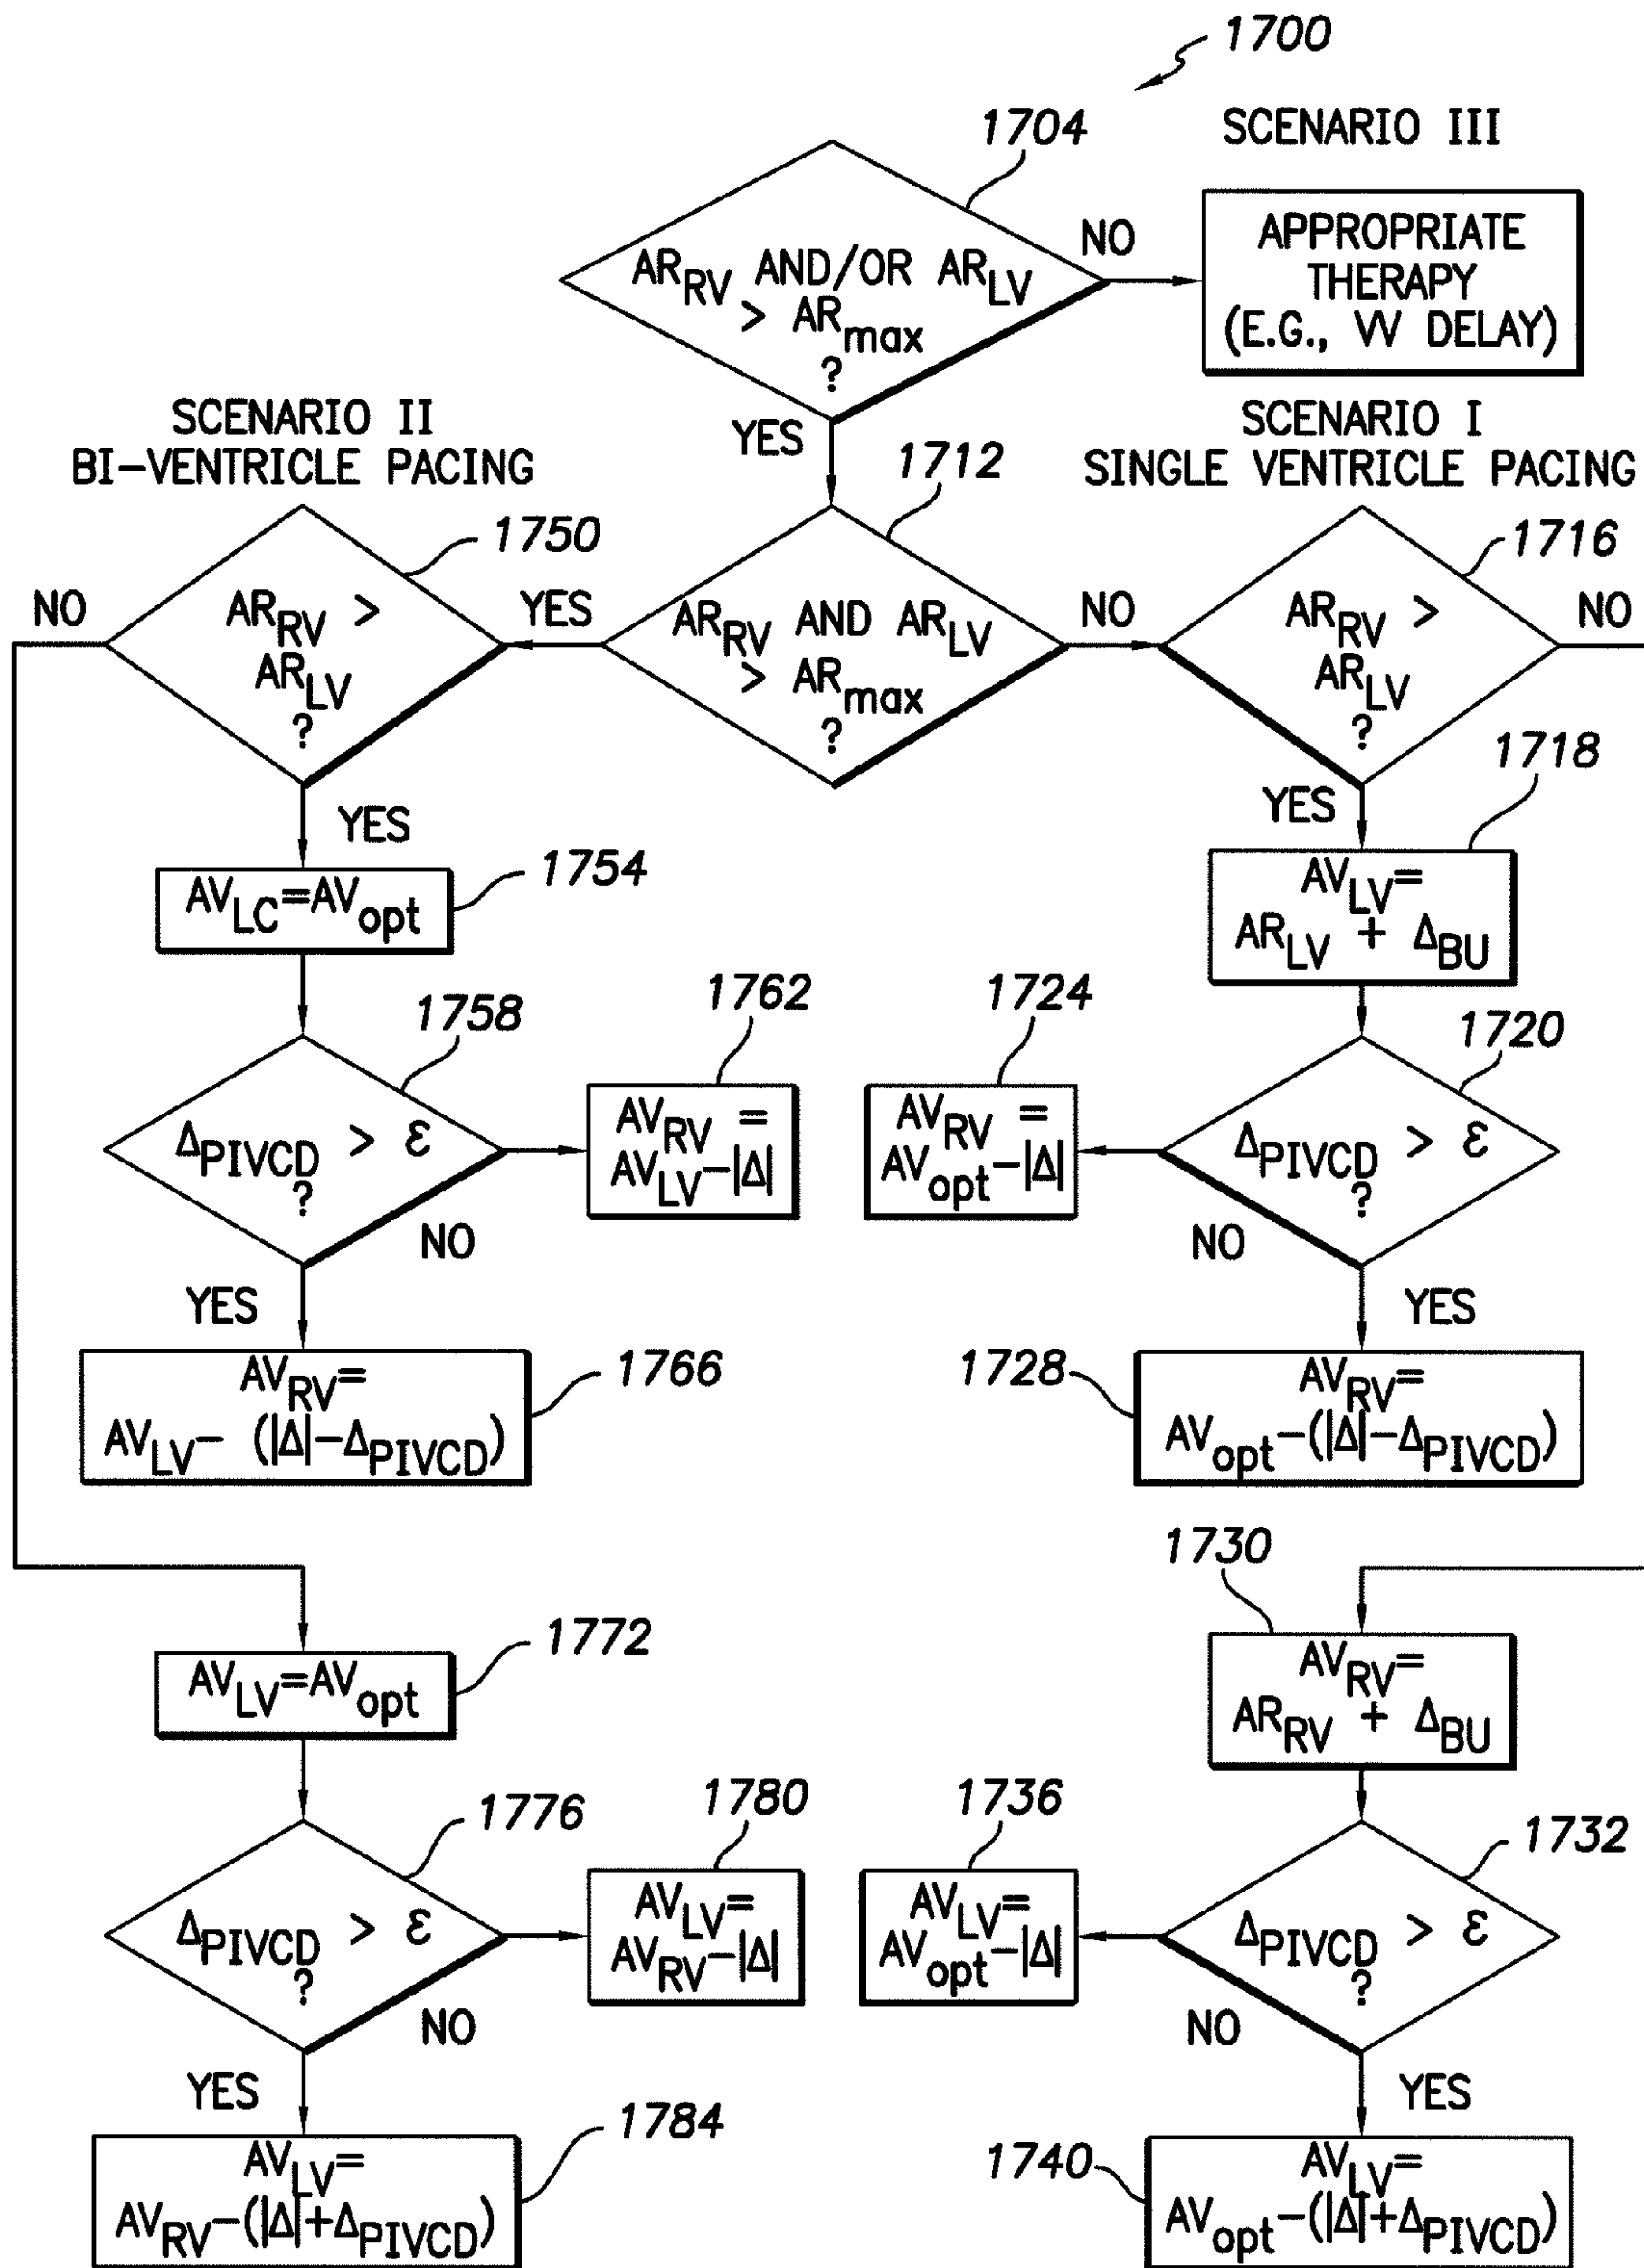 1700
1704
SCENARIO III
AR_RV AND/OR AR_LV
> AR_max
?
NO
APPROPRIATE
THERAPY
(E.G., VV DELAY)
YES
SCENARIO II
BI-VENTRICLE PACING
1712
SCENARIO I
SINGLE VENTRICLE PACING
1750
NO
AR_RV >
AR_LV
?
YES
AR_RV AND AR_LV
> AR_max
?
NO
1716
AR_RV >
AR_LV
?
NO
YES
1754
AV_LC=AV_opt
YES
1718
AV_LV=
AR_LV + Δ_BU
1758
Δ_PIVCD > ε
?
1762
AV_RV =
AV_LV-|Δ|
NO
YES
1724
AV_RV =
AV_opt-|Δ|
1720
Δ_PIVCD > ε
?
NO
YES
AV_RV=
AV_LV- (|Δ|-Δ_PIVCD)
1766
1728
AV_RV=
AV_opt-(|Δ|-Δ_PIVCD)
1730
1772
AV_LV=AV_opt
AV_RV=
AR_RV + Δ_BU
1776
Δ_PIVCD > ε
?
1780
AV_LV=
AV_RV-|Δ|
NO
YES
1736
AV_LV=
AV_opt-|Δ|
1732
Δ_PIVCD > ε
?
NO
YES
1784
AV_LV=
AV_RV-(|Δ|+Δ_PIVCD)
1740
AV_LV=
AV_opt-(|Δ|+Δ_PIVCD)